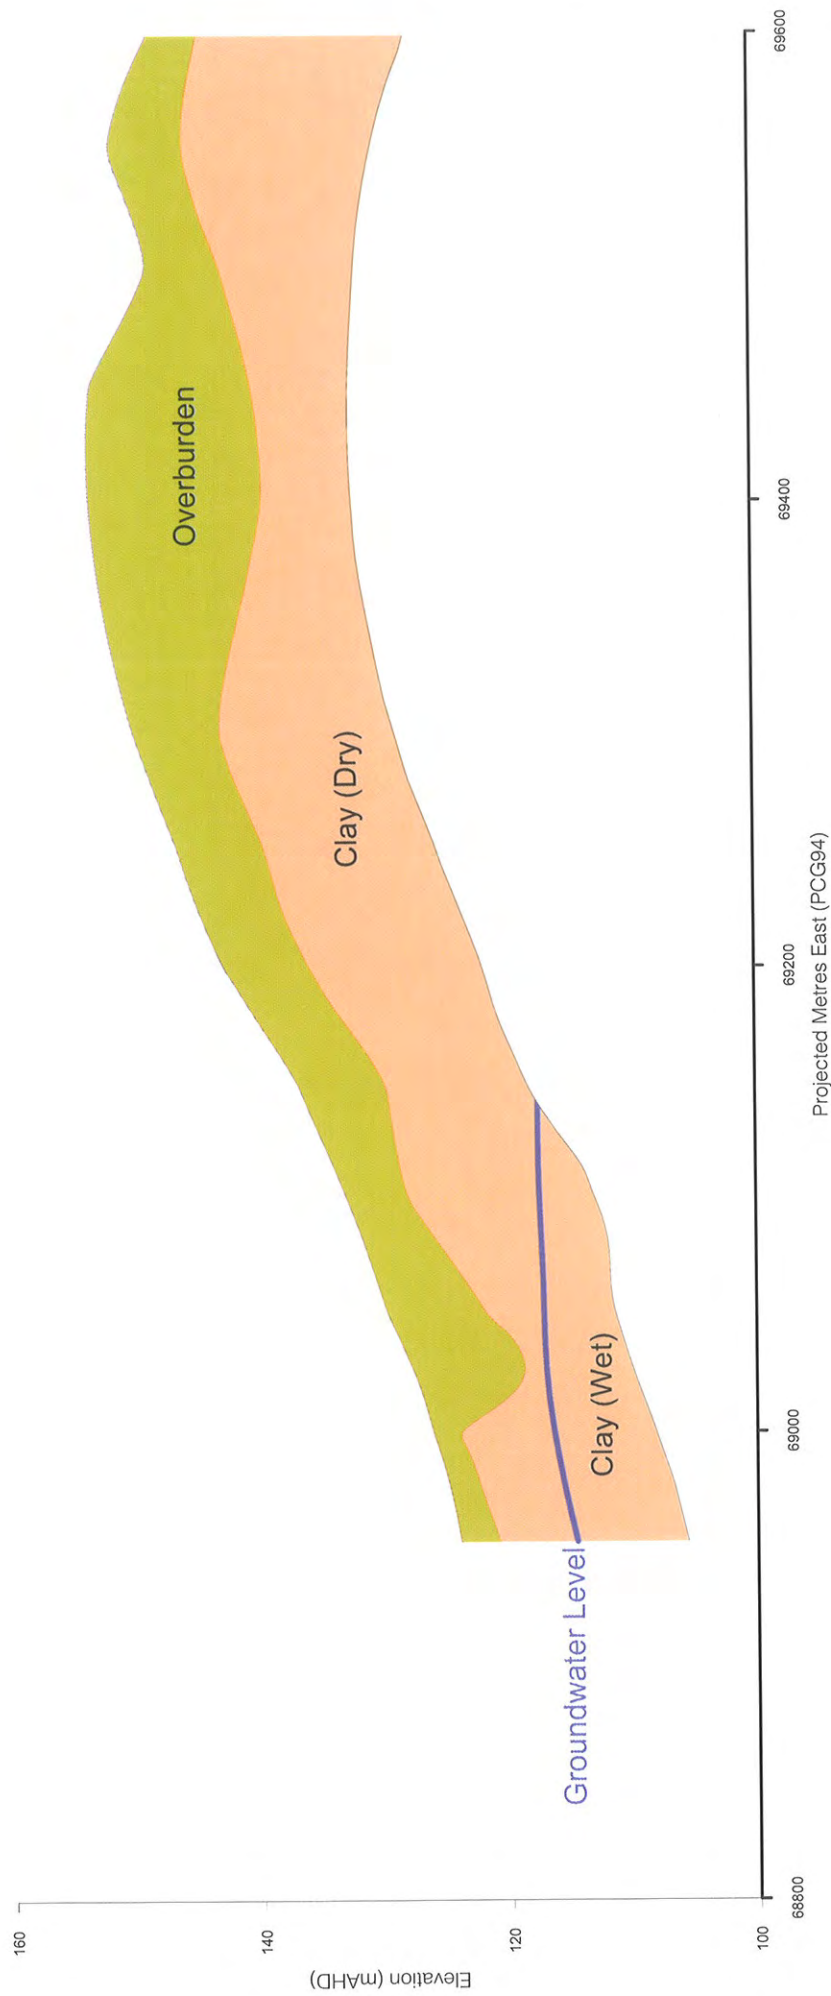 160
140
120
100
Elevation (mAHD)
Overburden
Clay (Dry)
Clay (Wet)
Groundwater Level
68800
69000
69200
69400
69600
Projected Metres East (PCG94)